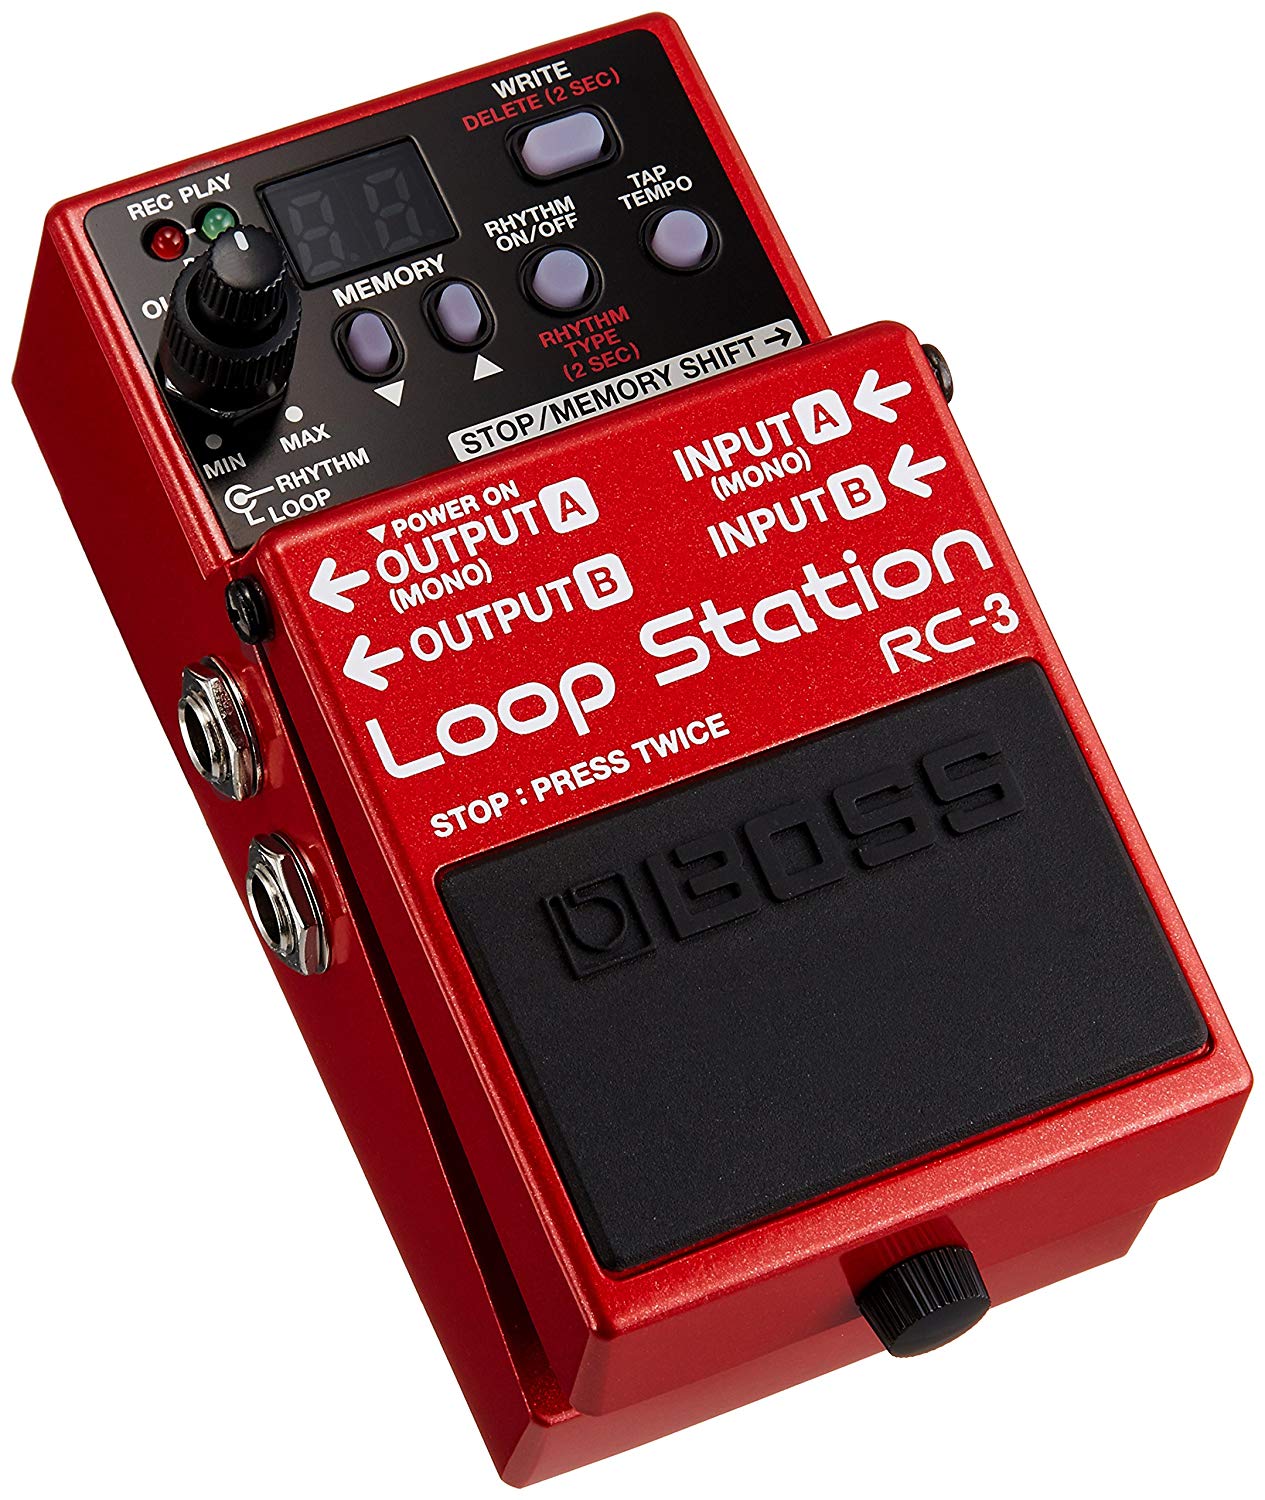 WRITE
DELETE (2 SEC)
REC PLAY
TAP
TEMPO
RHYTHM
ON/OFF
MEMORY
RHYTHM
TYPE
(2 SEC)
STOP/MEMORY SHIFT →
MIN
MAX
RHYTHM
LOOP
▼POWER ON
← OUTPUT A
(MONO)
← OUTPUT B
INPUT A ←
(MONO)
INPUT B ←
Loop Station
RC-3
STOP : PRESS TWICE
BOSS